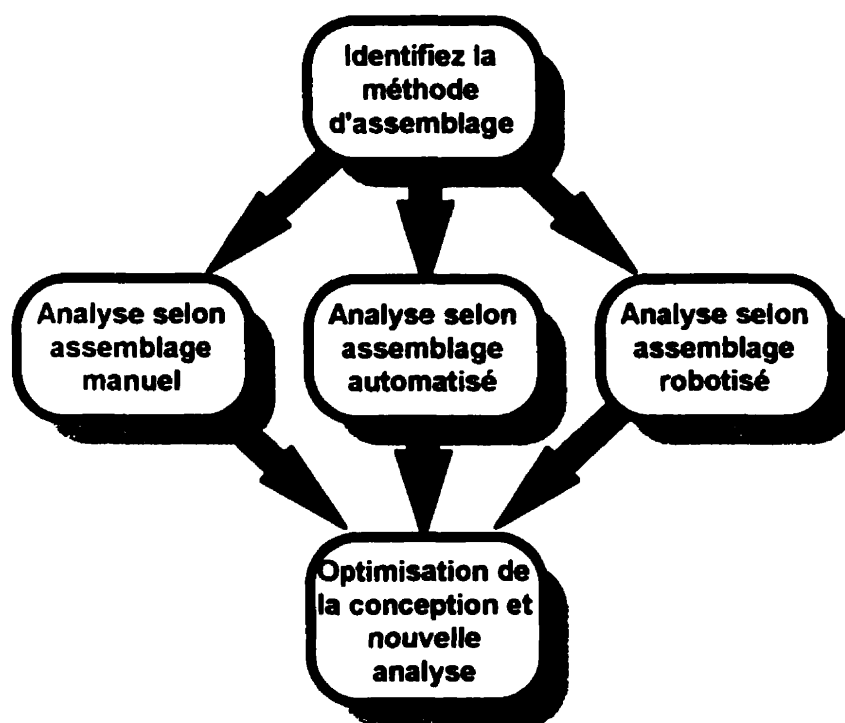 Identifiez la
méthode
d'assemblage
Analyse selon
assemblage
manuel
Analyse selon
assemblage
automatisé
Analyse selon
assemblage
robotisé
Optimisation de
la conception et
nouvelle
analyse